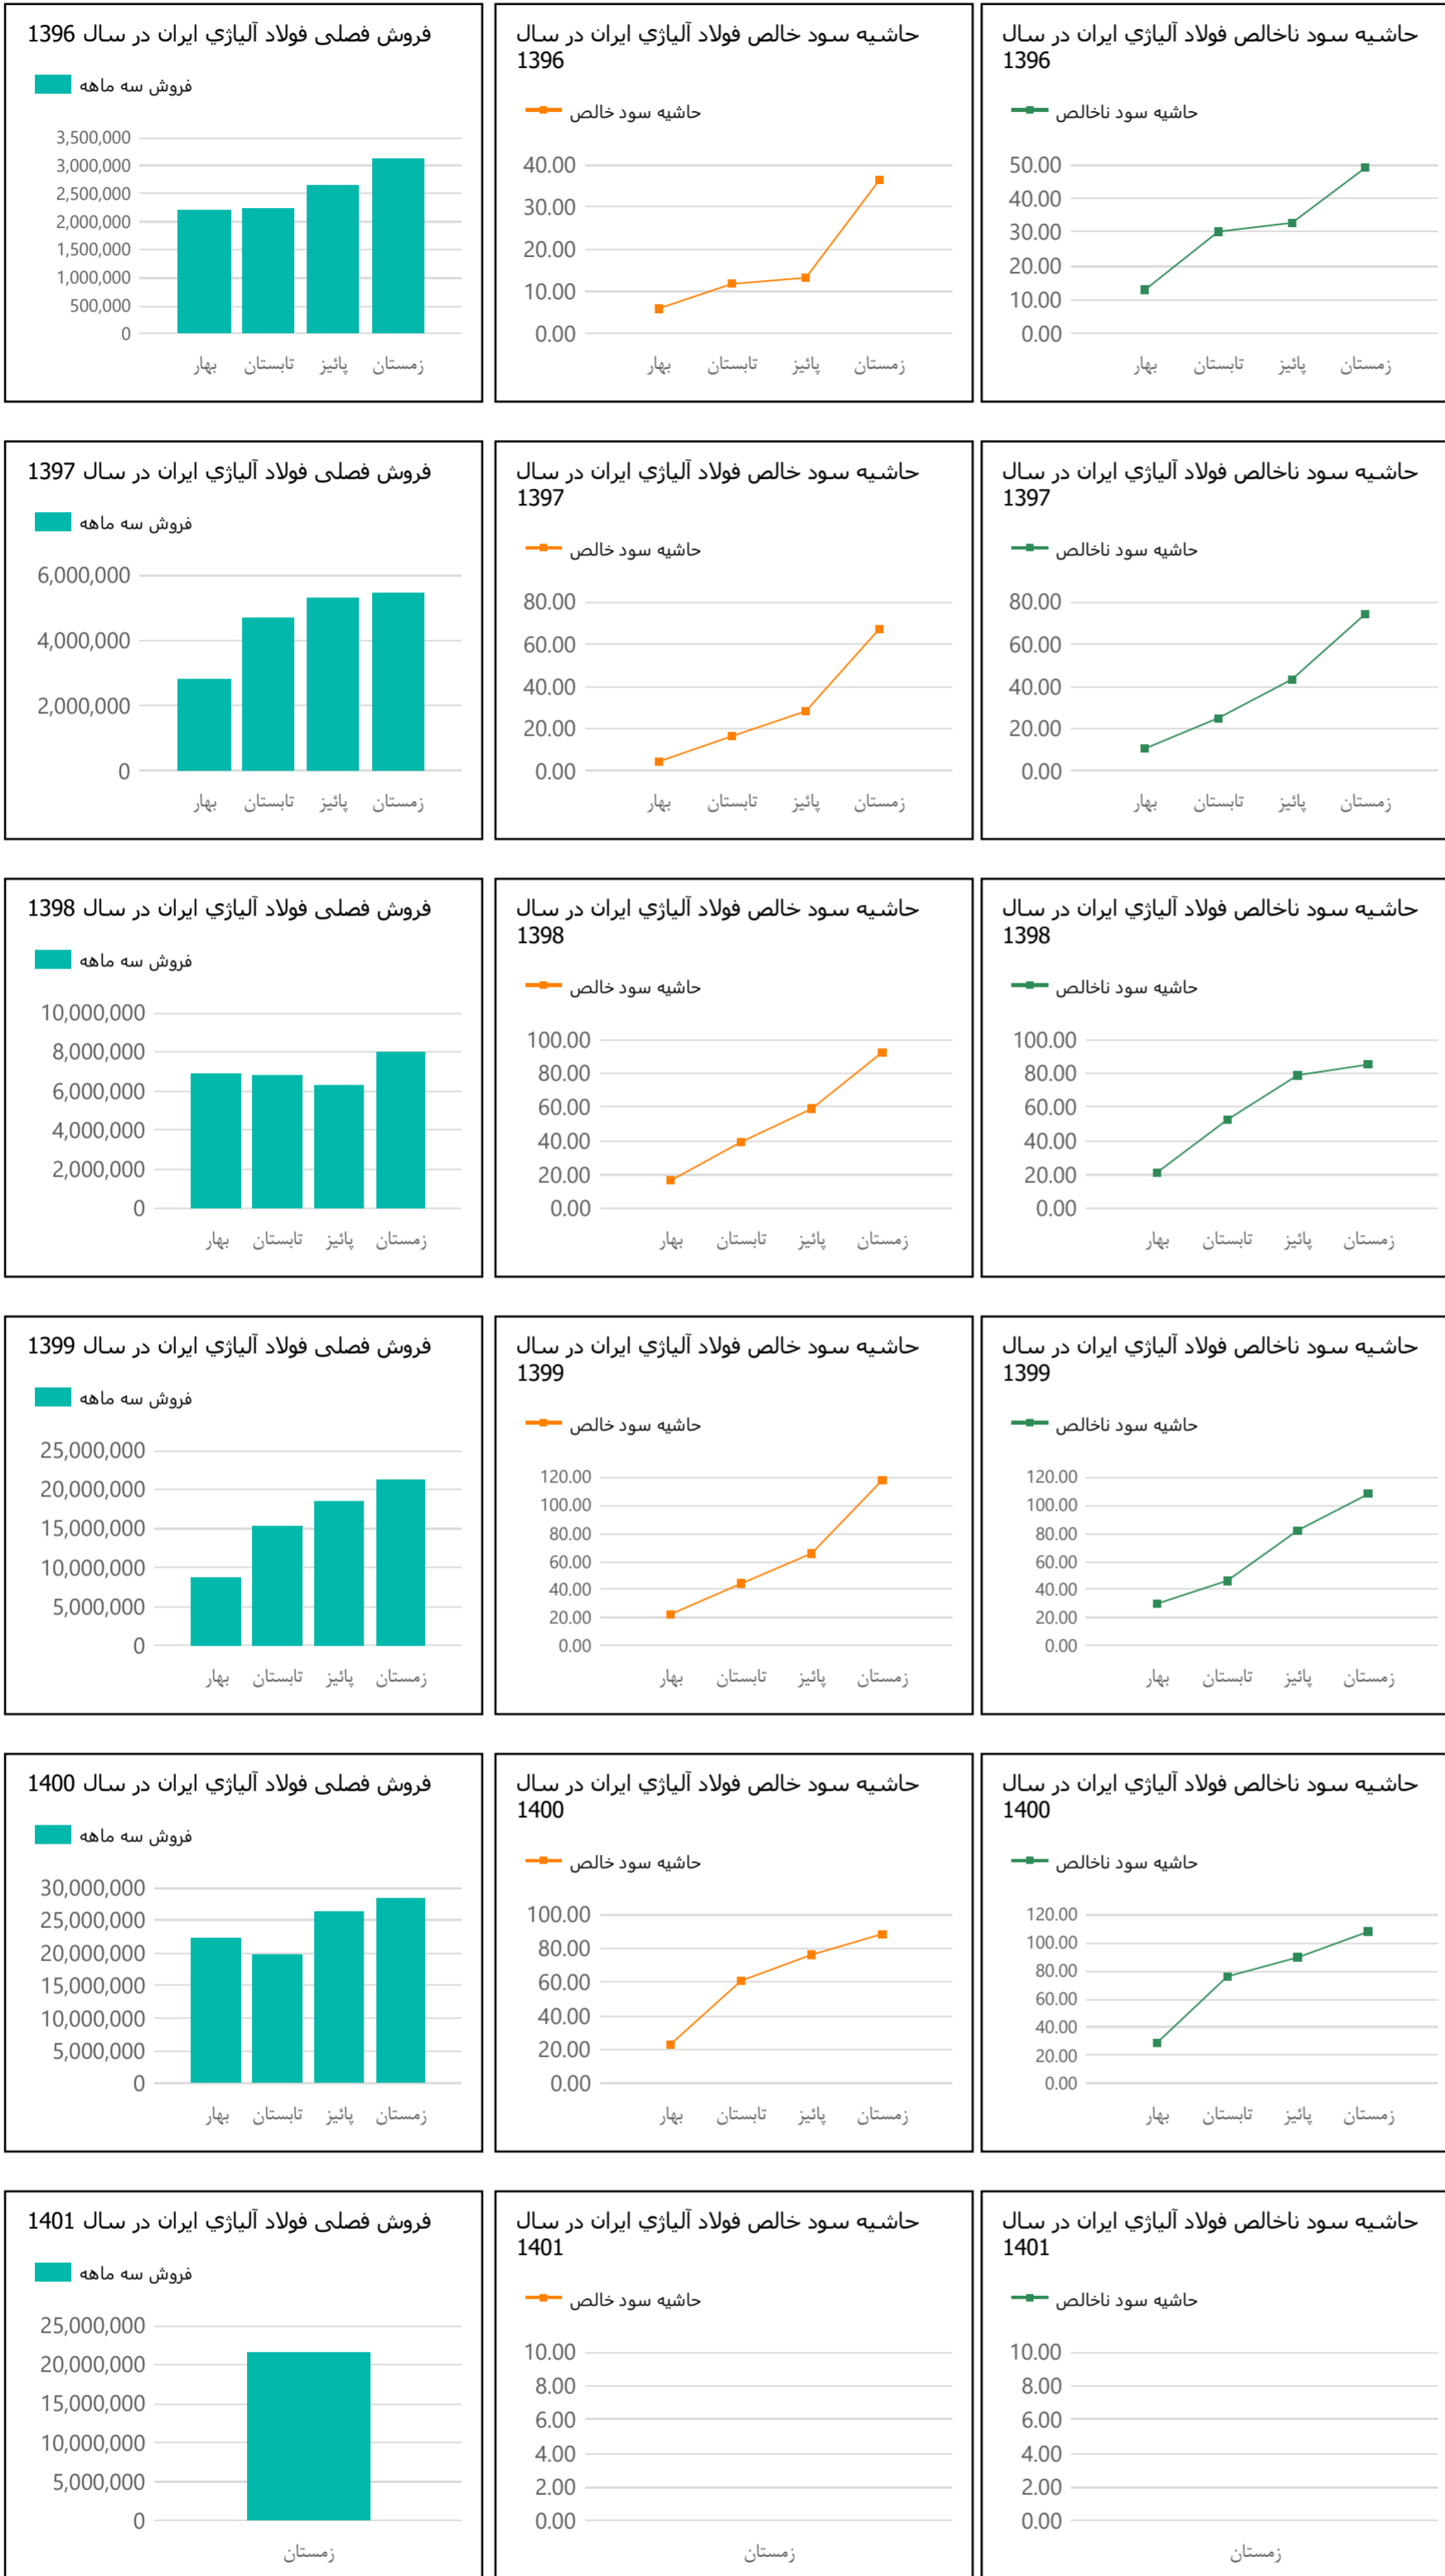 فروش فصلی فولاد آلیاژي ایران در سال 1396
فروش سه ماهه
3,500,000
3,000,000
2,500,000
2,000,000
1,500,000
1,000,000
500,000
0
بهار تابستان پائیز زمستان
حاشیه سود خالص فولاد آلیاژي ایران در سال
1396
حاشیه سود خالص
40.00
30.00
20.00
10.00
0.00
بهار تابستان پائیز زمستان
حاشیه سود ناخالص فولاد آلیاژي ایران در سال
1396
حاشیه سود ناخالص
50.00
40.00
30.00
20.00
10.00
0.00
بهار تابستان پائیز زمستان
فروش فصلی فولاد آلیاژي ایران در سال 1397
فروش سه ماهه
6,000,000
4,000,000
2,000,000
0
بهار تابستان پائیز زمستان
حاشیه سود خالص فولاد آلیاژي ایران در سال
1397
حاشیه سود خالص
80.00
60.00
40.00
20.00
0.00
بهار تابستان پائیز زمستان
حاشیه سود ناخالص فولاد آلیاژي ایران در سال
1397
حاشیه سود ناخالص
80.00
60.00
40.00
20.00
0.00
بهار تابستان پائیز زمستان
فروش فصلی فولاد آلیاژي ایران در سال 1398
فروش سه ماهه
10,000,000
8,000,000
6,000,000
4,000,000
2,000,000
0
بهار تابستان پائیز زمستان
حاشیه سود خالص فولاد آلیاژي ایران در سال
1398
حاشیه سود خالص
100.00
80.00
60.00
40.00
20.00
0.00
بهار تابستان پائیز زمستان
حاشیه سود ناخالص فولاد آلیاژي ایران در سال
1398
حاشیه سود ناخالص
100.00
80.00
60.00
40.00
20.00
0.00
بهار تابستان پائیز زمستان
فروش فصلی فولاد آلیاژي ایران در سال 1399
فروش سه ماهه
25,000,000
20,000,000
15,000,000
10,000,000
5,000,000
0
بهار تابستان پائیز زمستان
حاشیه سود خالص فولاد آلیاژي ایران در سال
1399
حاشیه سود خالص
120.00
100.00
80.00
60.00
40.00
20.00
0.00
بهار تابستان پائیز زمستان
حاشیه سود ناخالص فولاد آلیاژي ایران در سال
1399
حاشیه سود ناخالص
120.00
100.00
80.00
60.00
40.00
20.00
0.00
بهار تابستان پائیز زمستان
فروش فصلی فولاد آلیاژي ایران در سال 1400
فروش سه ماهه
30,000,000
25,000,000
20,000,000
15,000,000
10,000,000
5,000,000
0
بهار تابستان پائیز زمستان
حاشیه سود خالص فولاد آلیاژي ایران در سال
1400
حاشیه سود خالص
100.00
80.00
60.00
40.00
20.00
0.00
بهار تابستان پائیز زمستان
حاشیه سود ناخالص فولاد آلیاژي ایران در سال
1400
حاشیه سود ناخالص
120.00
100.00
80.00
60.00
40.00
20.00
0.00
بهار تابستان پائیز زمستان
فروش فصلی فولاد آلیاژي ایران در سال 1401
فروش سه ماهه
25,000,000
20,000,000
15,000,000
10,000,000
5,000,000
0
زمستان
حاشیه سود خالص فولاد آلیاژي ایران در سال
1401
حاشیه سود خالص
10.00
8.00
6.00
4.00
2.00
0.00
زمستان
حاشیه سود ناخالص فولاد آلیاژي ایران در سال
1401
حاشیه سود ناخالص
10.00
8.00
6.00
4.00
2.00
0.00
زمستان